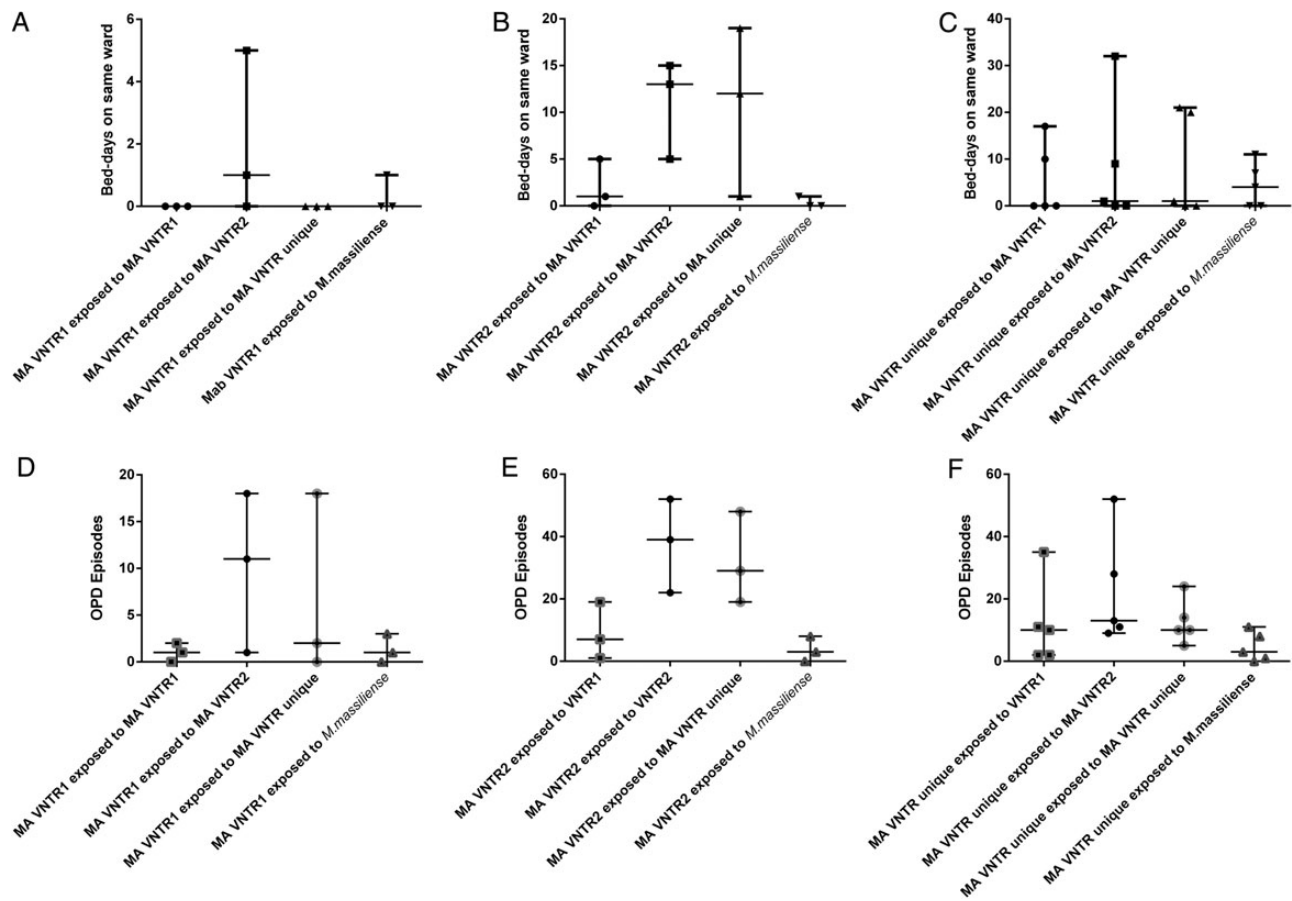 A
Bed-days on same ward
6
4
2
0
MA VNTR1 exposed to MA VNTR1
MA VNTR1 exposed to MA VNTR2
MA VNTR1 exposed to MA VNTR unique
Mab VNTR1 exposed to M.massiliense
B
Bed-days on same ward
20
15
10
5
0
MA VNTR2 exposed to MA VNTR1
MA VNTR2 exposed to MA VNTR2
MA VNTR2 exposed to MA unique
MA VNTR2 exposed to M.massiliense
C
Bed-days on same ward
40
30
20
10
0
MA VNTR unique exposed to MA VNTR1
MA VNTR unique exposed to MA VNTR2
MA VNTR unique exposed to MA VNTR unique
MA VNTR unique exposed to M.massiliense
D
OPD Episodes
20
15
10
5
0
MA VNTR1 exposed to MA VNTR1
MA VNTR1 exposed to MA VNTR2
MA VNTR1 exposed to MA VNTR unique
MA VNTR1 exposed to M.massiliense
E
OPD Episodes
60
40
20
0
MA VNTR2 exposed to VNTR1
MA VNTR2 exposed to VNTR2
MA VNTR2 exposed to MA VNTR unique
MA VNTR2 exposed to M.massiliense
F
OPD Episodes
60
40
20
0
MA VNTR unique exposed to VNTR1
MA VNTR unique exposed to MA VNTR2
MA VNTR unique exposed to MA VNTR unique
MA VNTR unique exposed to M.massiliense